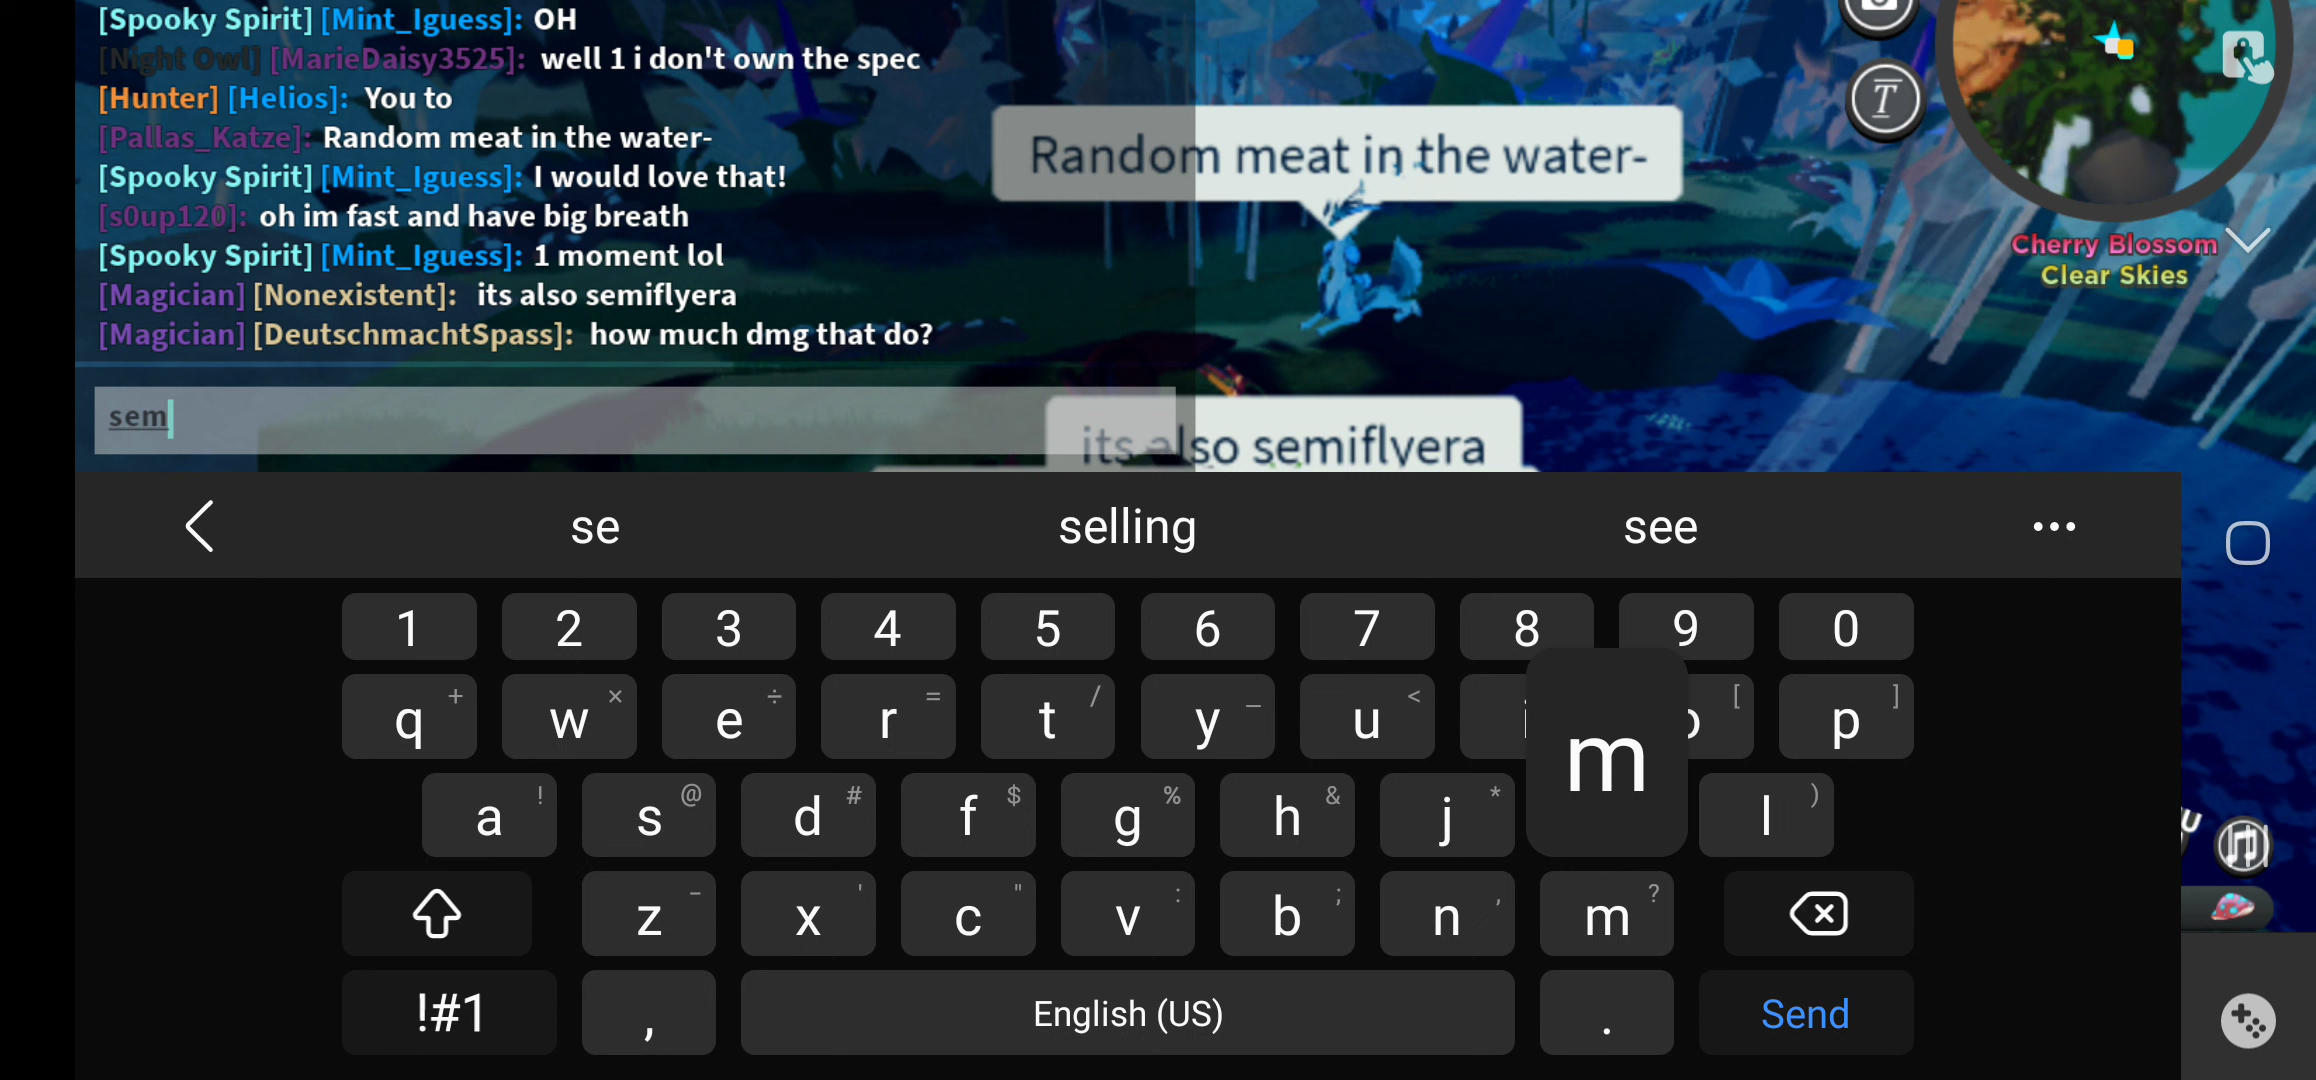 [Spooky Spirit] [Mint_Iguess]: OH
[Night Owl] [MarieDaisy3525]: well 1 i don't own the spec
[Hunter] [Helios]: You to
[Pallas_Katze]: Random meat in the water-
[Spooky Spirit] [Mint_Iguess]: I would love that!
[s0up120]: oh im fast and have big breath
[Spooky Spirit] [Mint_Iguess]: 1 moment lol
[Magician] [Nonexistent]: its also semiflyera
[Magician] [DeutschmachtSpass]: how much dmg that do?
sem
Random meat in the water-
its also semiflyera
T
Cherry Blossom
Clear Skies
se selling see
1 2 3 4 5 6 7 8 9 0
+ × ÷ = / _ < [ ]
q w e r t y u i o p
m
! @ # $ % & * )
a s d f g h j l
- ' " : ; , ?
z x c v b n m
!#1 , English (US) . Send
U